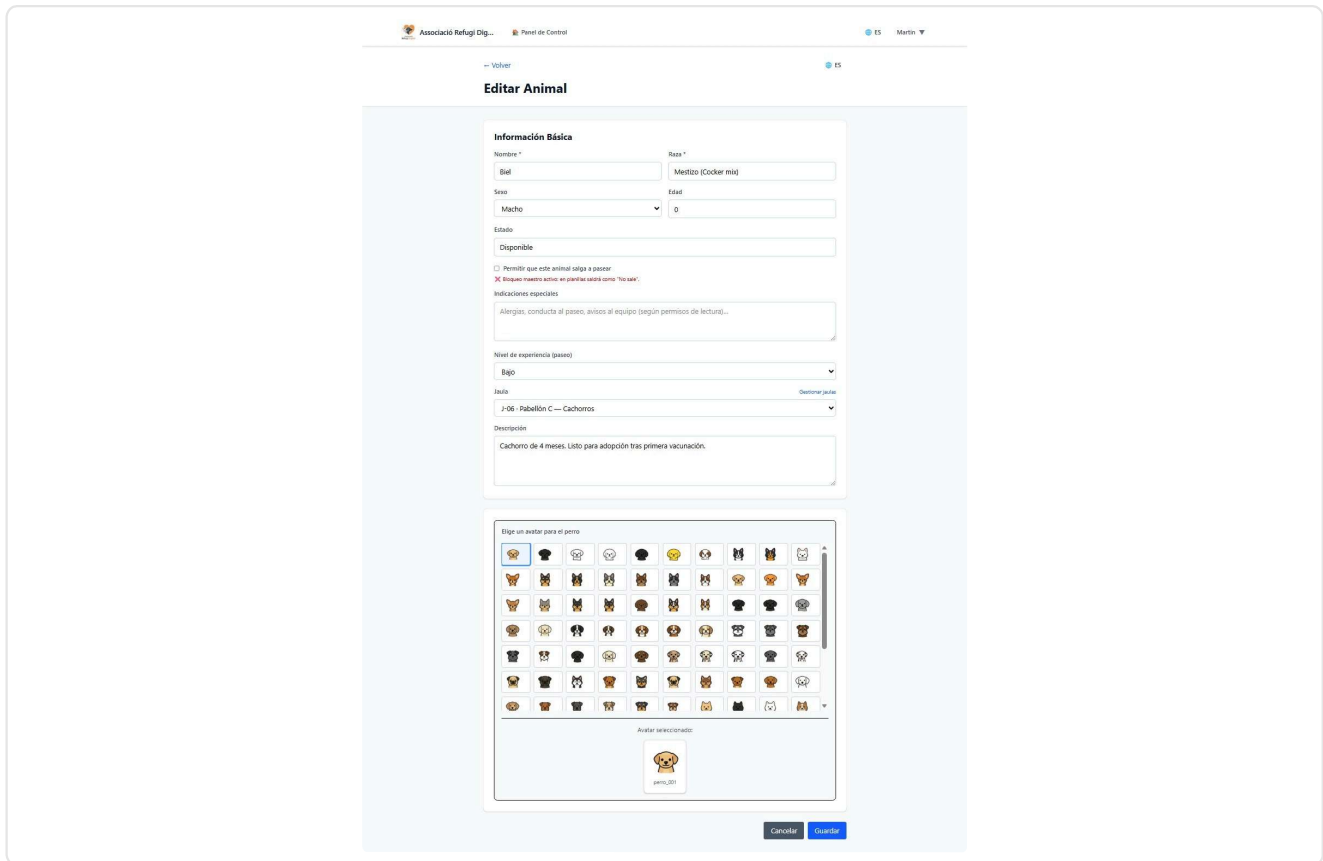 Associació Refugi Dig... Panel de Control ES Martín ▼
← Volver ES
Editar Animal
Información Básica
Nombre * Raza *
Biel Mestizo (Cocker mix)
Sexo Edad
Macho 0
Estado
Disponible
Permitir que este animal salga a pasear
❌ Bloqueo maestro activo: en planillas saldrá como "No sale".
Indicaciones especiales
Alergias, conducta al paseo, avisos al equipo (según permisos de lectura)...
Nivel de experiencia (paseo)
Bajo
Jaula Gestionar jaulas
J-06 · Pabellón C — Cachorros
Descripción
Cachorro de 4 meses. Listo para adopción tras primera vacunación.
Elige un avatar para el perro
Avatar seleccionado:
perro_001
Cancelar Guardar